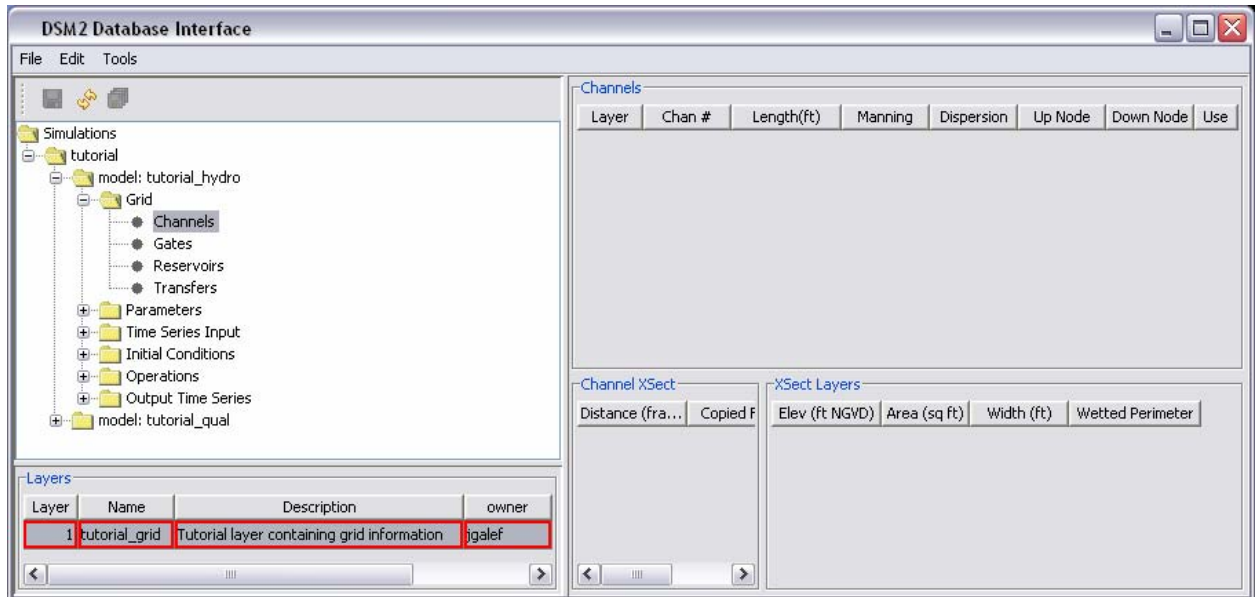 DSM2 Database Interface
File Edit Tools
Simulations
tutorial
model: tutorial_hydro
Grid
Channels
Gates
Reservoirs
Transfers
Parameters
Time Series Input
Initial Conditions
Operations
Output Time Series
model: tutorial_qual
Layers
Layer Name Description owner
1 tutorial_grid Tutorial layer containing grid information jgalef
Channels
Layer Chan # Length(ft) Manning Dispersion Up Node Down Node Use
Channel XSect
Distance (fra... Copied F
XSect Layers
Elev (ft NGVD) Area (sq ft) Width (ft) Wetted Perimeter